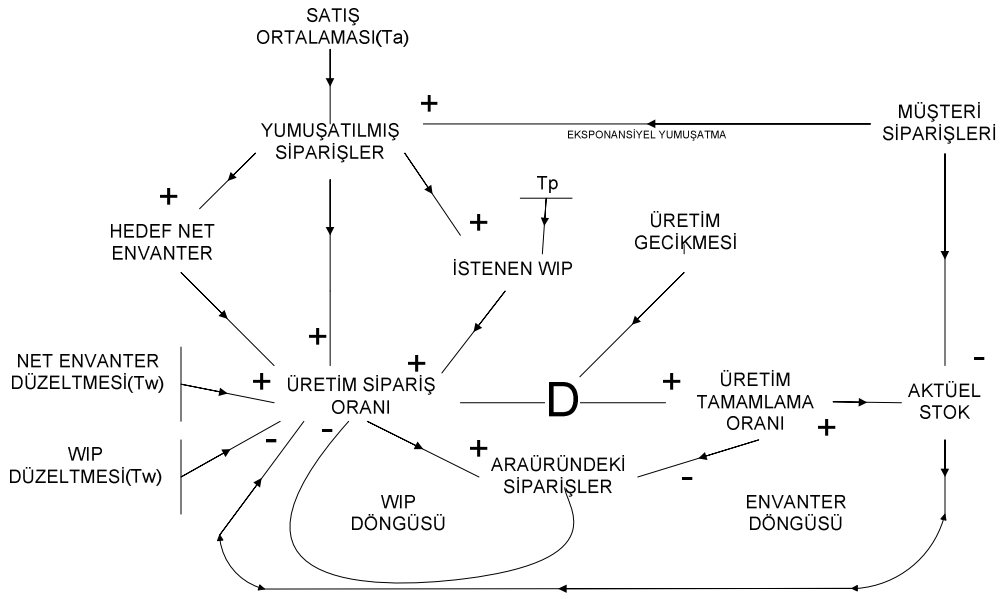 SATIŞ
ORTALAMASI(Ta)
+
MÜŞTERİ
SİPARİŞLERİ
YUMUŞATILMIŞ
SİPARİŞLER
EKSPONANSİYEL YUMUŞATMA
+
HEDEF NET
ENVANTER
Tp
+
İSTENEN WIP
ÜRETİM
GECİKMESİ
+
+
-
NET ENVANTER
DÜZELTMESİ(Tw)
+
ÜRETİM SİPARİŞ
ORANI
D
+
ÜRETİM
TAMAMLAMA
ORANI
+
AKTÜEL
STOK
-
-
WIP
DÜZELTMESİ(Tw)
+
ARAÜRÜNDEKİ
SİPARİŞLER
-
WIP
DÖNGÜSÜ
ENVANTER
DÖNGÜSÜ